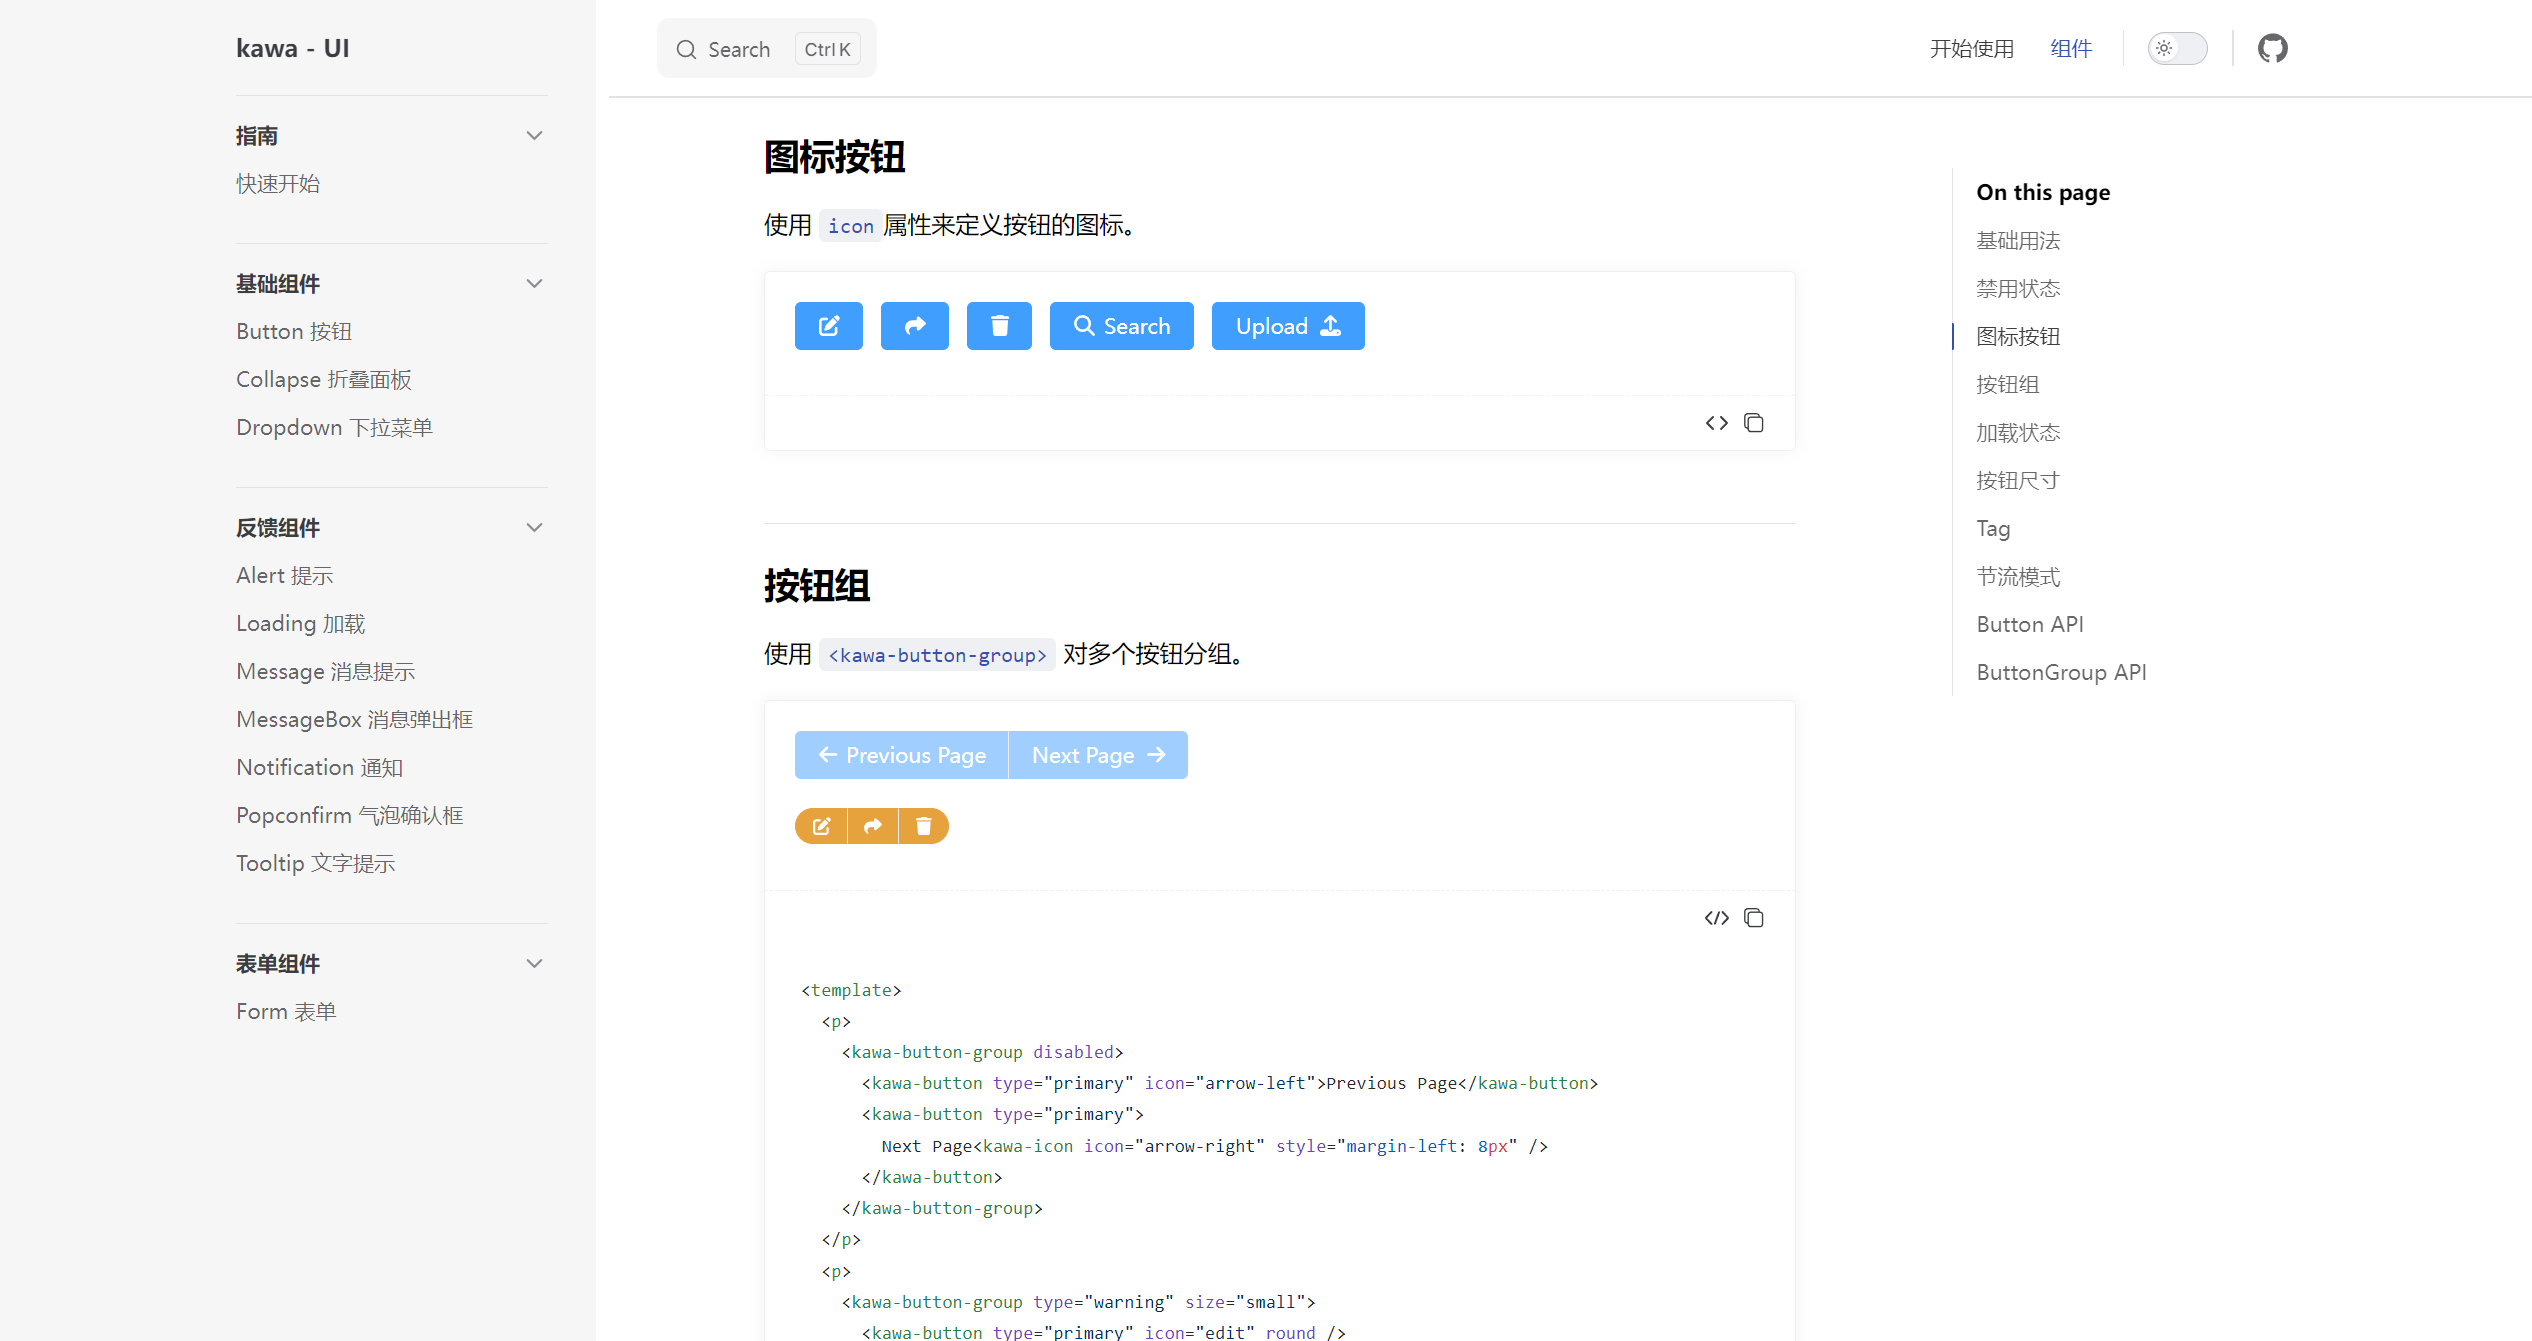 kawa - UI
指南
快速开始
基础组件
Button 按钮
Collapse 折叠面板
Dropdown 下拉菜单
反馈组件
Alert 提示
Loading 加载
Message 消息提示
MessageBox 消息弹出框
Notification 通知
Popconfirm 气泡确认框
Tooltip 文字提示
表单组件
Form 表单
Search Ctrl K
开始使用 组件
图标按钮
使用 icon 属性来定义按钮的图标。
Search Upload
按钮组
使用 <kawa-button-group> 对多个按钮分组。
Previous Page Next Page
<template>
<p>
<kawa-button-group disabled>
<kawa-button type="primary" icon="arrow-left">Previous Page</kawa-button>
<kawa-button type="primary">
Next Page<kawa-icon icon="arrow-right" style="margin-left: 8px" />
</kawa-button>
</kawa-button-group>
</p>
<p>
<kawa-button-group type="warning" size="small">
<kawa-button type="primary" icon="edit" round />
On this page
基础用法
禁用状态
图标按钮
按钮组
加载状态
按钮尺寸
Tag
节流模式
Button API
ButtonGroup API